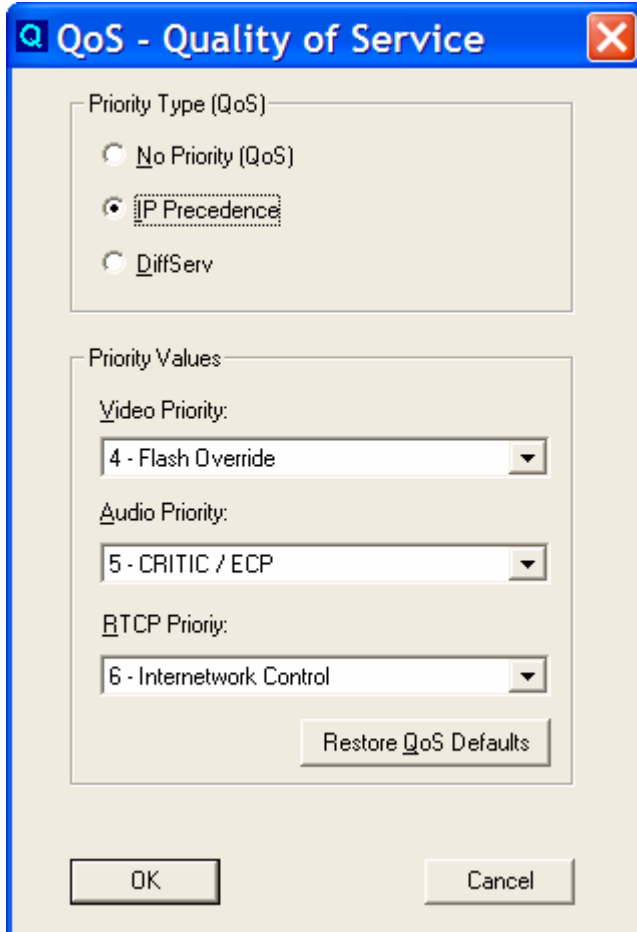 Q QoS - Quality of Service
Priority Type (QoS)
No Priority (QoS)
IP Precedence
DiffServ
Priority Values
Video Priority:
4 - Flash Override
Audio Priority:
5 - CRITIC / ECP
RTCP Prioriy:
6 - Internetwork Control
Restore QoS Defaults
OK Cancel